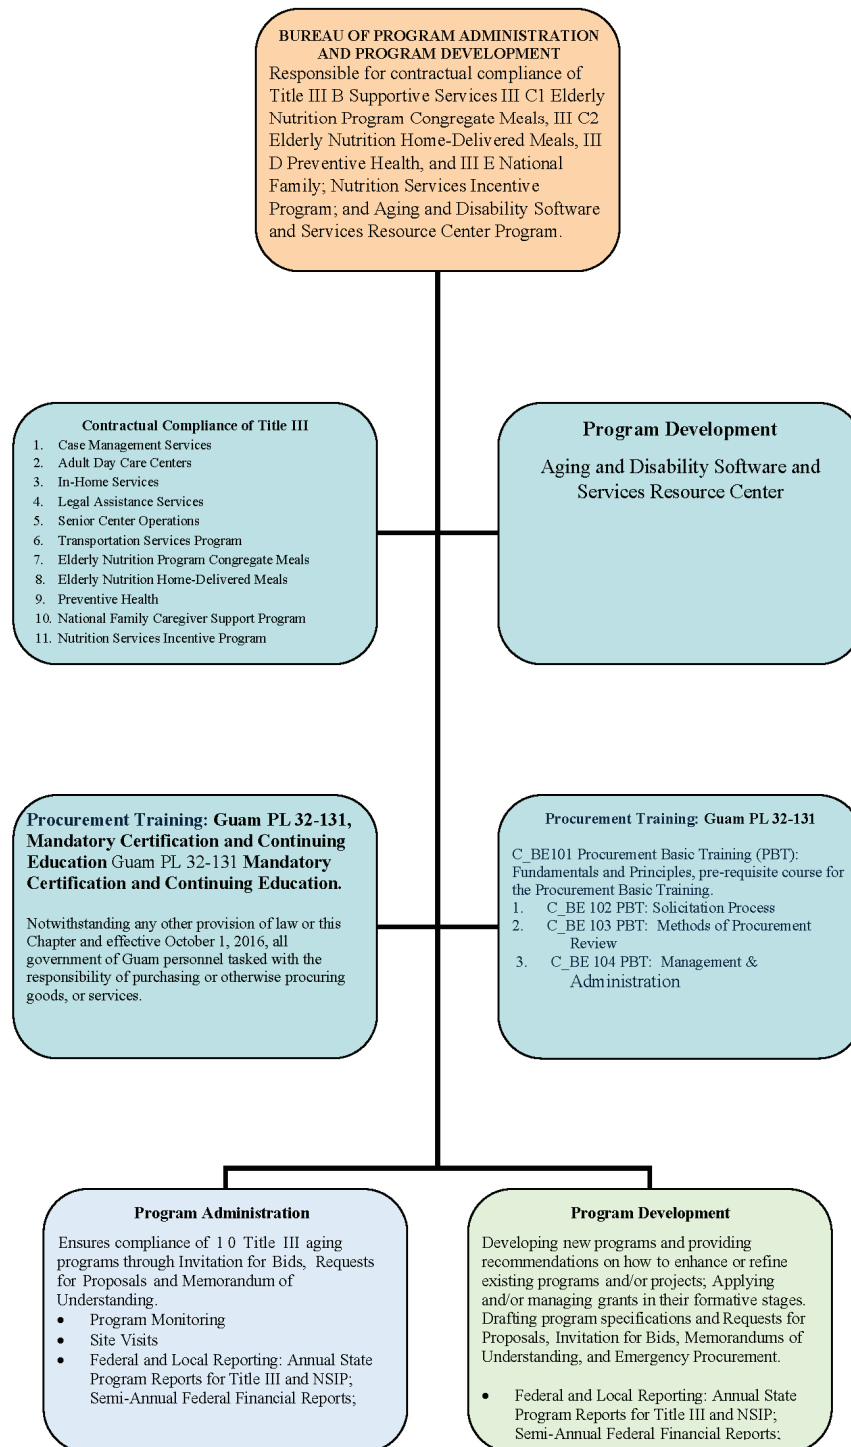 BUREAU OF PROGRAM ADMINISTRATION
AND PROGRAM DEVELOPMENT
Responsible for contractual compliance of
Title III B Supportive Services III C1 Elderly
Nutrition Program Congregate Meals, III C2
Elderly Nutrition Home-Delivered Meals, III
D Preventive Health, and III E National
Family; Nutrition Services Incentive
Program; and Aging and Disability Software
and Services Resource Center Program.
Contractual Compliance of Title III
1. Case Management Services
2. Adult Day Care Centers
3. In-Home Services
4. Legal Assistance Services
5. Senior Center Operations
6. Transportation Services Program
7. Elderly Nutrition Program Congregate Meals
8. Elderly Nutrition Home-Delivered Meals
9. Preventive Health
10. National Family Caregiver Support Program
11. Nutrition Services Incentive Program
Program Development
Aging and Disability Software and
Services Resource Center
Procurement Training: Guam PL 32-131,
Mandatory Certification and Continuing
Education Guam PL 32-131 Mandatory
Certification and Continuing Education.
Notwithstanding any other provision of law or this
Chapter and effective October 1, 2016, all
government of Guam personnel tasked with the
responsibility of purchasing or otherwise procuring
goods, or services.
Procurement Training: Guam PL 32-131
C_BE101 Procurement Basic Training (PBT):
Fundamentals and Principles, pre-requisite course for
the Procurement Basic Training.
1. C_BE 102 PBT: Solicitation Process
2. C_BE 103 PBT: Methods of Procurement
Review
3. C_BE 104 PBT: Management &
Administration
Program Administration
Ensures compliance of 1 0 Title III aging
programs through Invitation for Bids, Requests
for Proposals and Memorandum of
Understanding.
• Program Monitoring
• Site Visits
• Federal and Local Reporting: Annual State
Program Reports for Title III and NSIP;
Semi-Annual Federal Financial Reports;
Program Development
Developing new programs and providing
recommendations on how to enhance or refine
existing programs and/or projects; Applying
and/or managing grants in their formative stages.
Drafting program specifications and Requests for
Proposals, Invitation for Bids, Memorandums of
Understanding, and Emergency Procurement.
• Federal and Local Reporting: Annual State
Program Reports for Title III and NSIP;
Semi-Annual Federal Financial Reports;